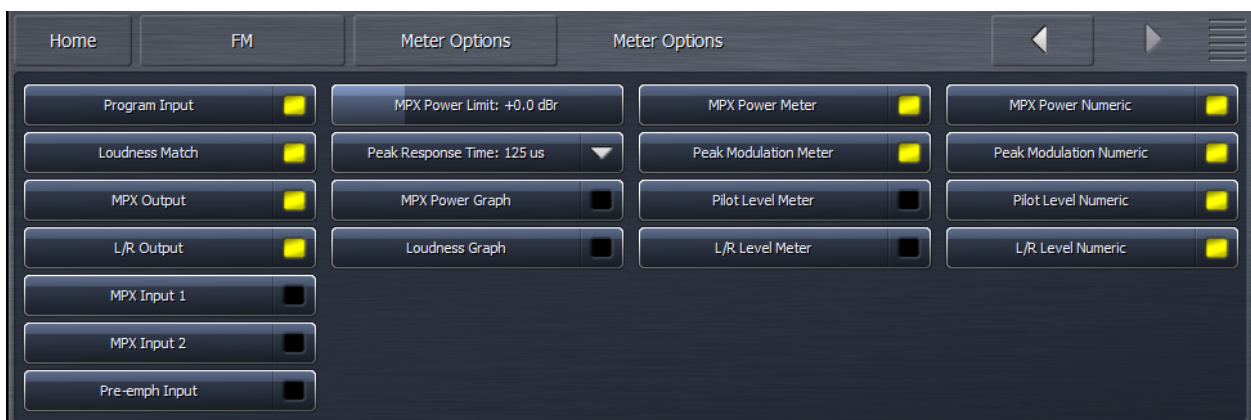 Home FM Meter Options Meter Options
Program Input MPX Power Limit: +0.0 dBr MPX Power Meter MPX Power Numeric
Loudness Match Peak Response Time: 125 us Peak Modulation Meter Peak Modulation Numeric
MPX Output MPX Power Graph Pilot Level Meter Pilot Level Numeric
L/R Output Loudness Graph L/R Level Meter L/R Level Numeric
MPX Input 1
MPX Input 2
Pre-emph Input